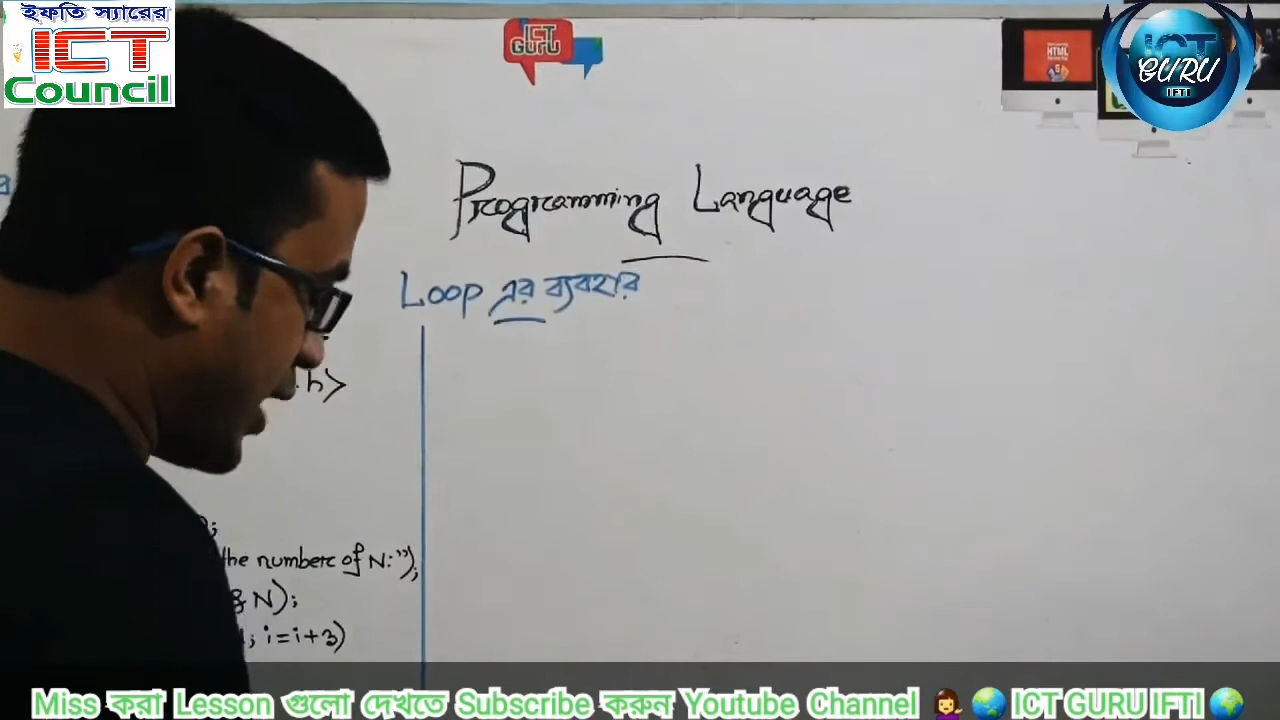 ইফতি স্যারের
ICT
Council
ICT
GURU
HTML
ICT
GURU
IFTI
Programming Language
Loop এর ব্যবহার
.h>
;
the number of N:");
& N);
; i=i+3)
Miss করা Lesson গুলো দেখতে Subscribe করুন Youtube Channel ICT GURU IFTI